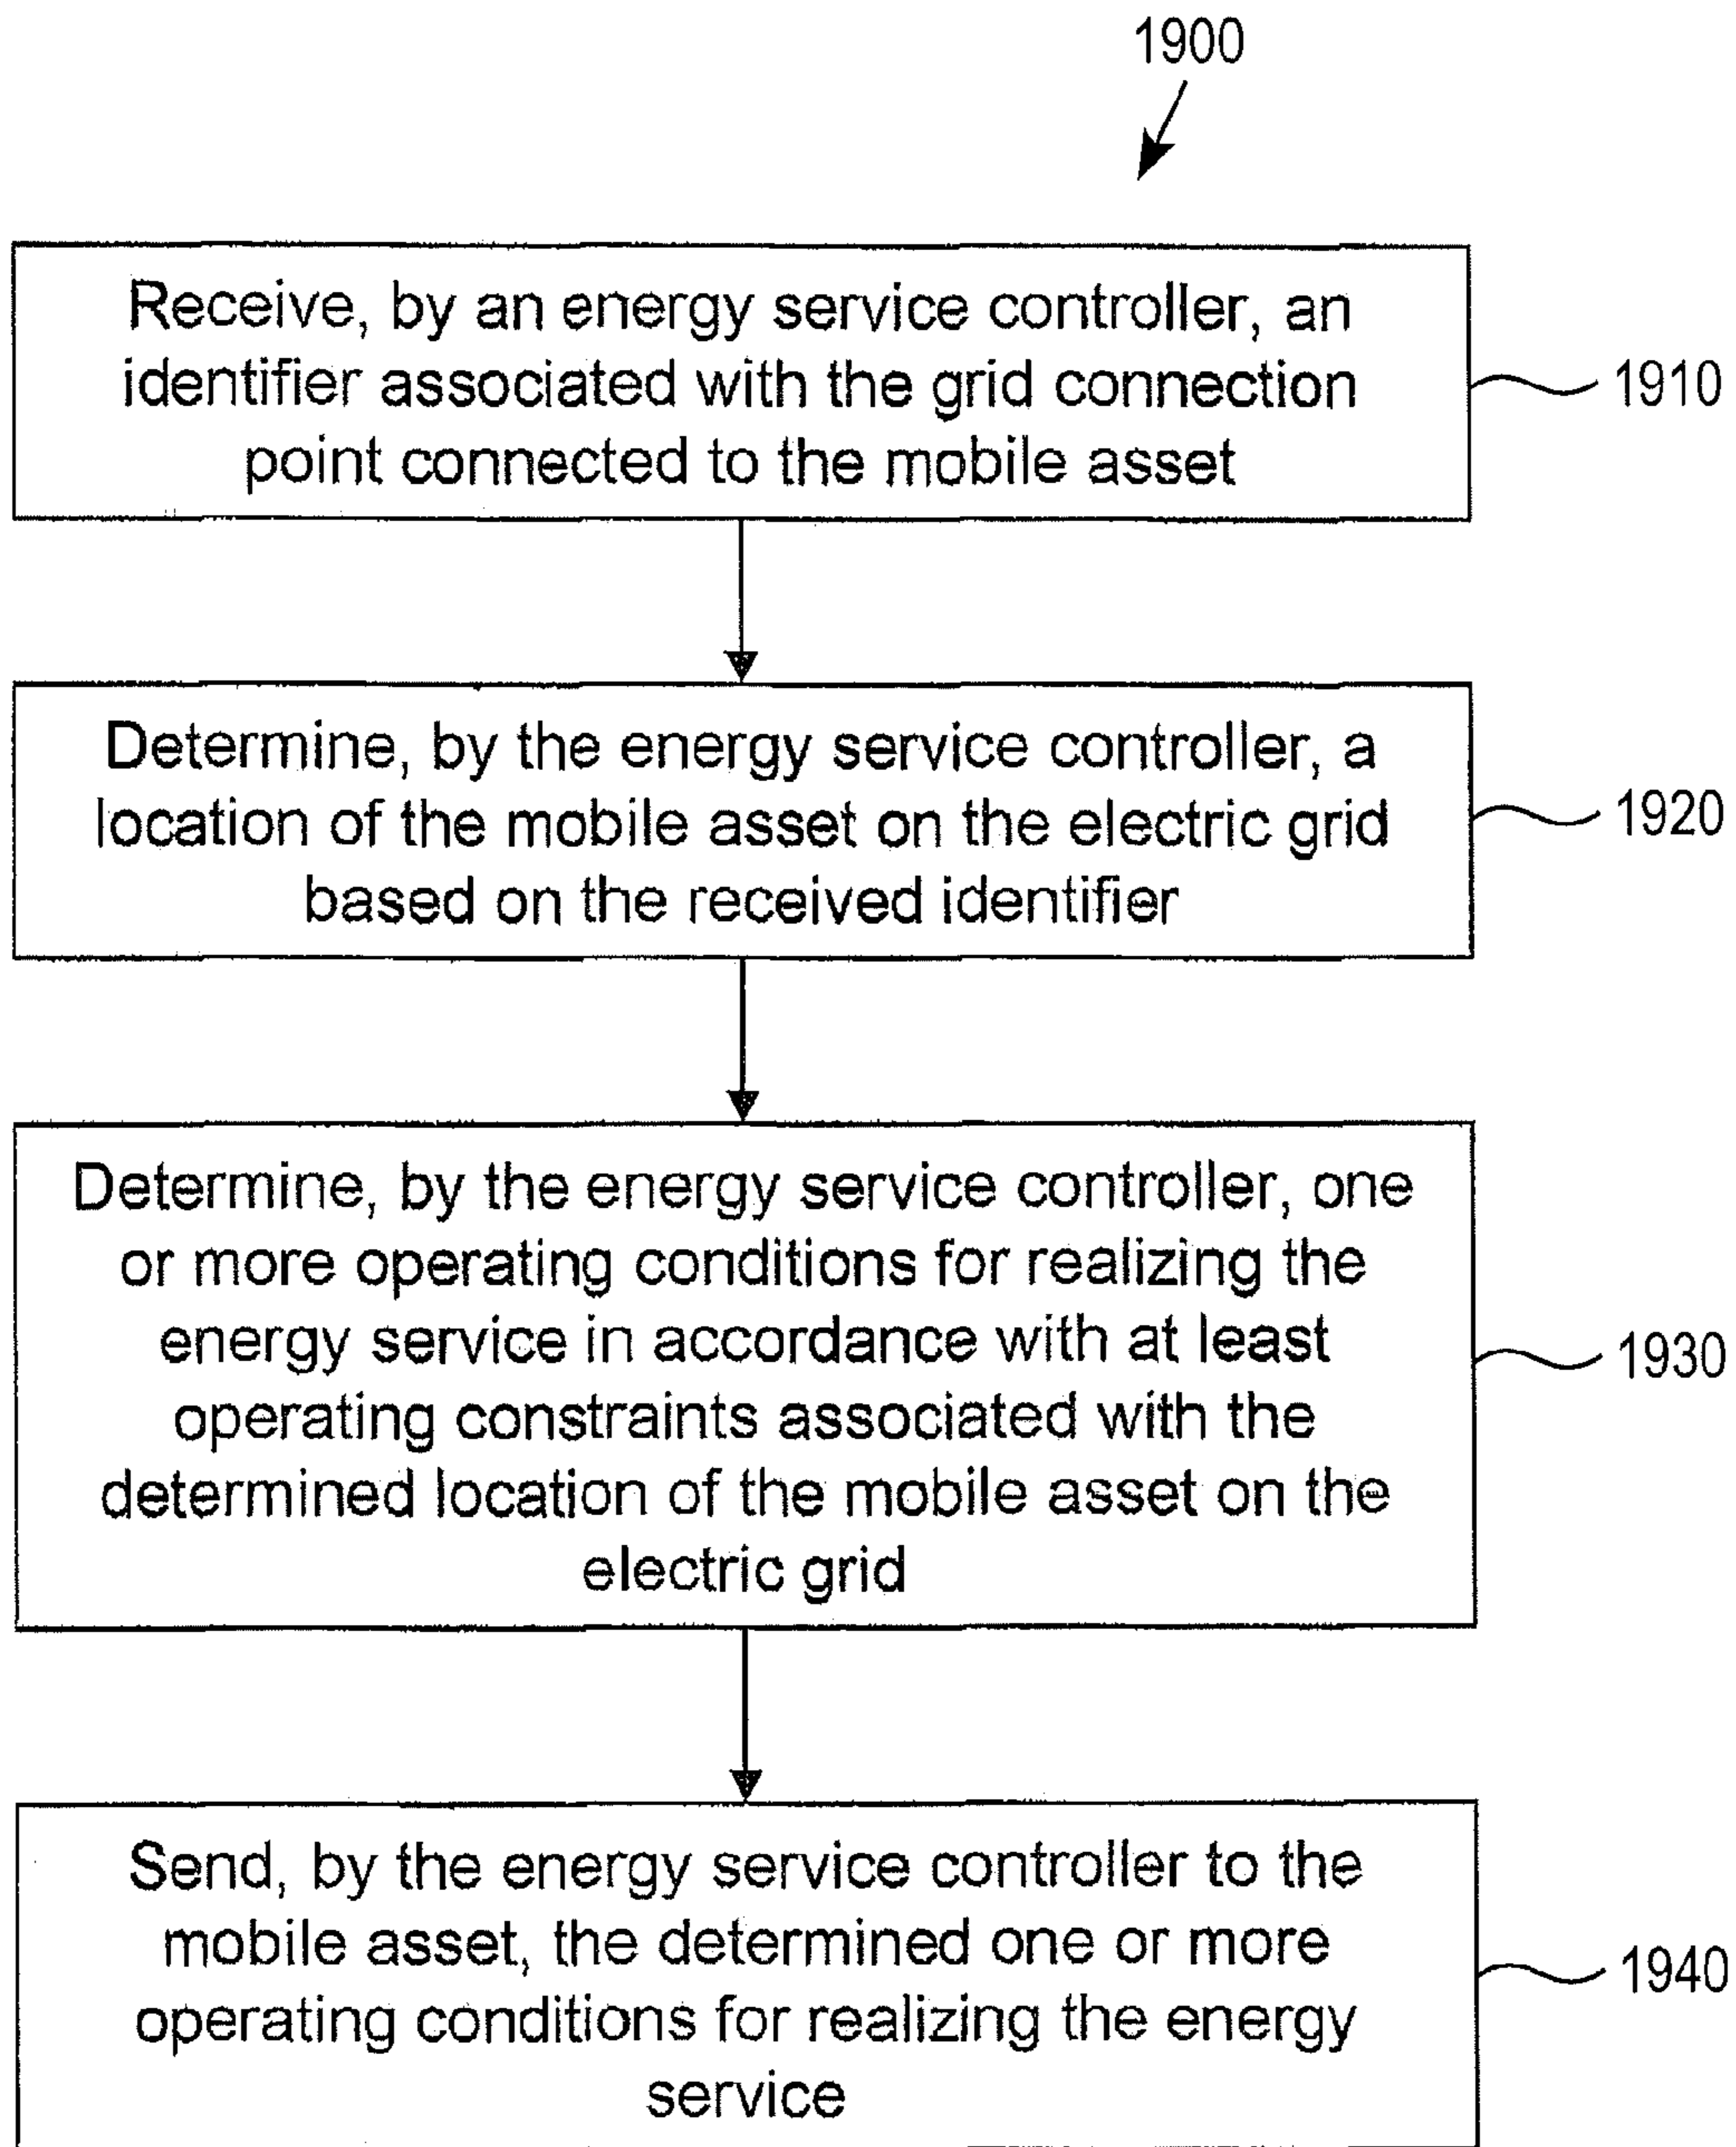 1900
Receive, by an energy service controller, an
identifier associated with the grid connection
point connected to the mobile asset
1910
Determine, by the energy service controller, a
location of the mobile asset on the electric grid
based on the received identifier
1920
Determine, by the energy service controller, one
or more operating conditions for realizing the
energy service in accordance with at least
operating constraints associated with the
determined location of the mobile asset on the
electric grid
1930
Send, by the energy service controller to the
mobile asset, the determined one or more
operating conditions for realizing the energy
service
1940